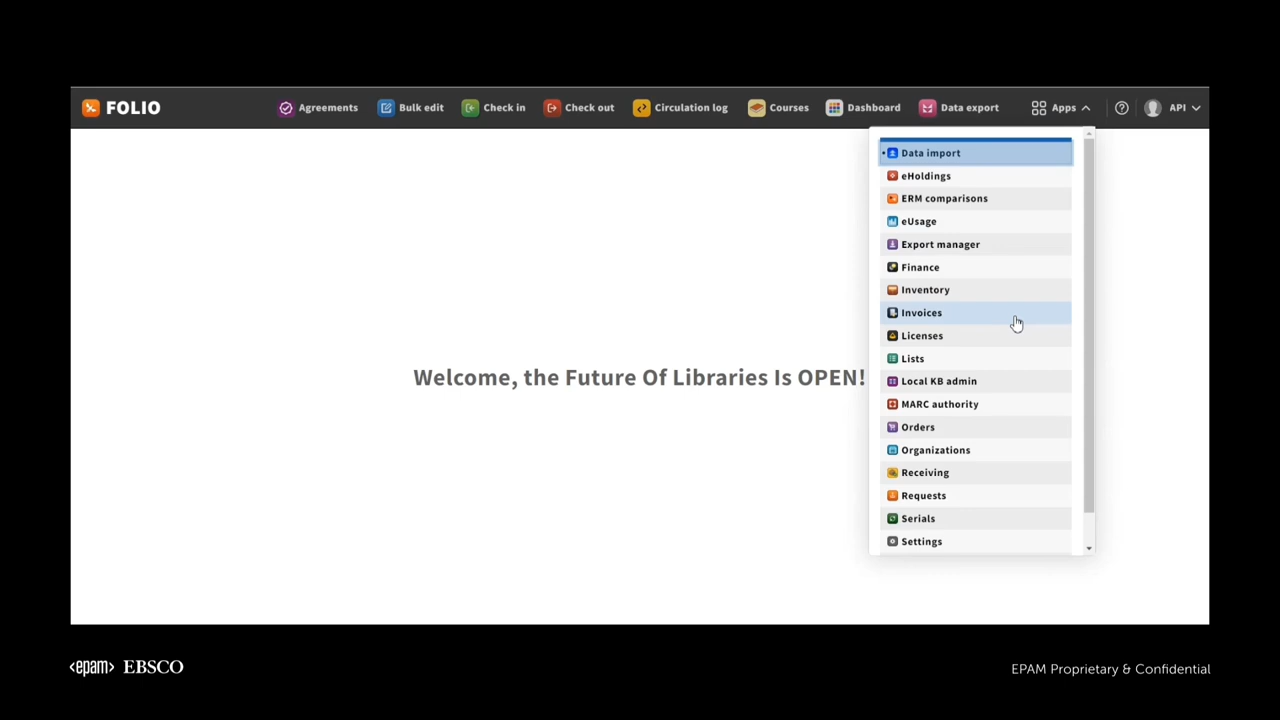 FOLIO Agreements Bulk edit Check in Check out Circulation log Courses Dashboard Data export Apps API
Data import
eHoldings
ERM comparisons
eUsage
Export manager
Finance
Inventory
Invoices
Licenses
Lists
Local KB admin
MARC authority
Orders
Organizations
Receiving
Requests
Serials
Settings
Welcome, the Future Of Libraries Is OPEN!
<epam> EBSCO
EPAM Proprietary & Confidential